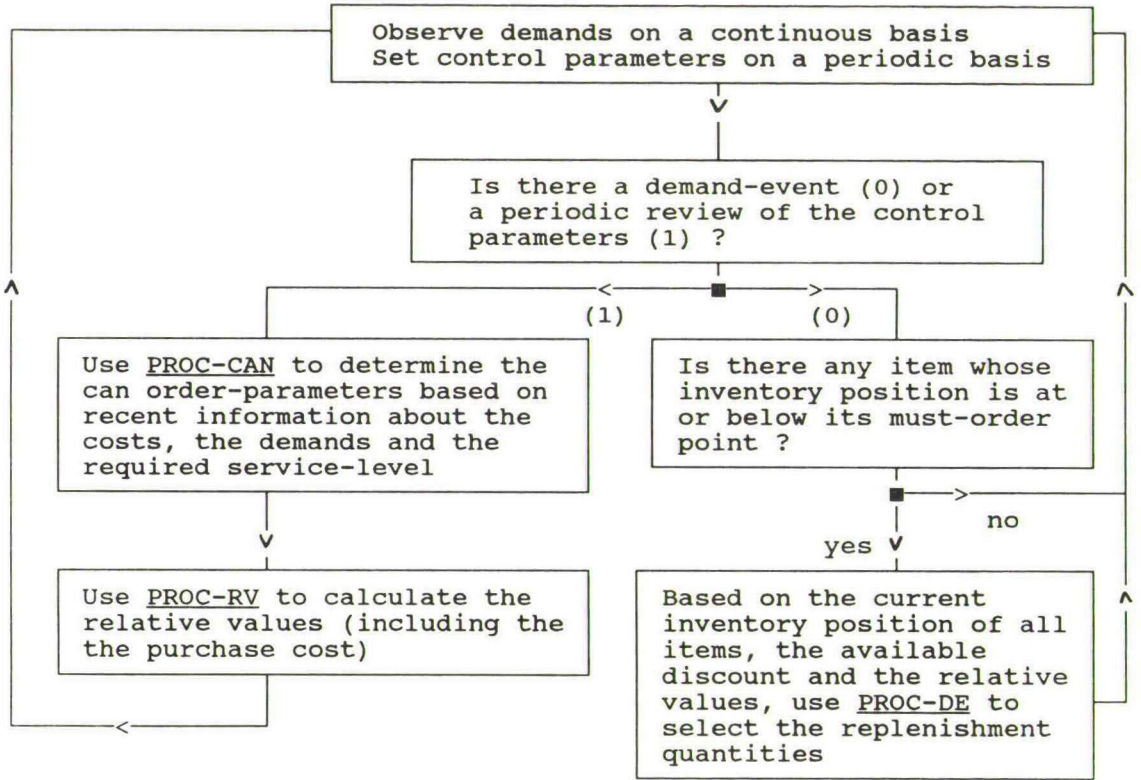 Observe demands on a continuous basis
Set control parameters on a periodic basis
Is there a demand-event (0) or
a periodic review of the control
parameters (1) ?
(1)
(0)
Use PROC-CAN to determine the
can order-parameters based on
recent information about the
costs, the demands and the
required service-level
Is there any item whose
inventory position is at
or below its must-order
point ?
no
yes
Use PROC-RV to calculate the
relative values (including the
the purchase cost)
Based on the current
inventory position of all
items, the available
discount and the relative
values, use PROC-DE to
select the replenishment
quantities